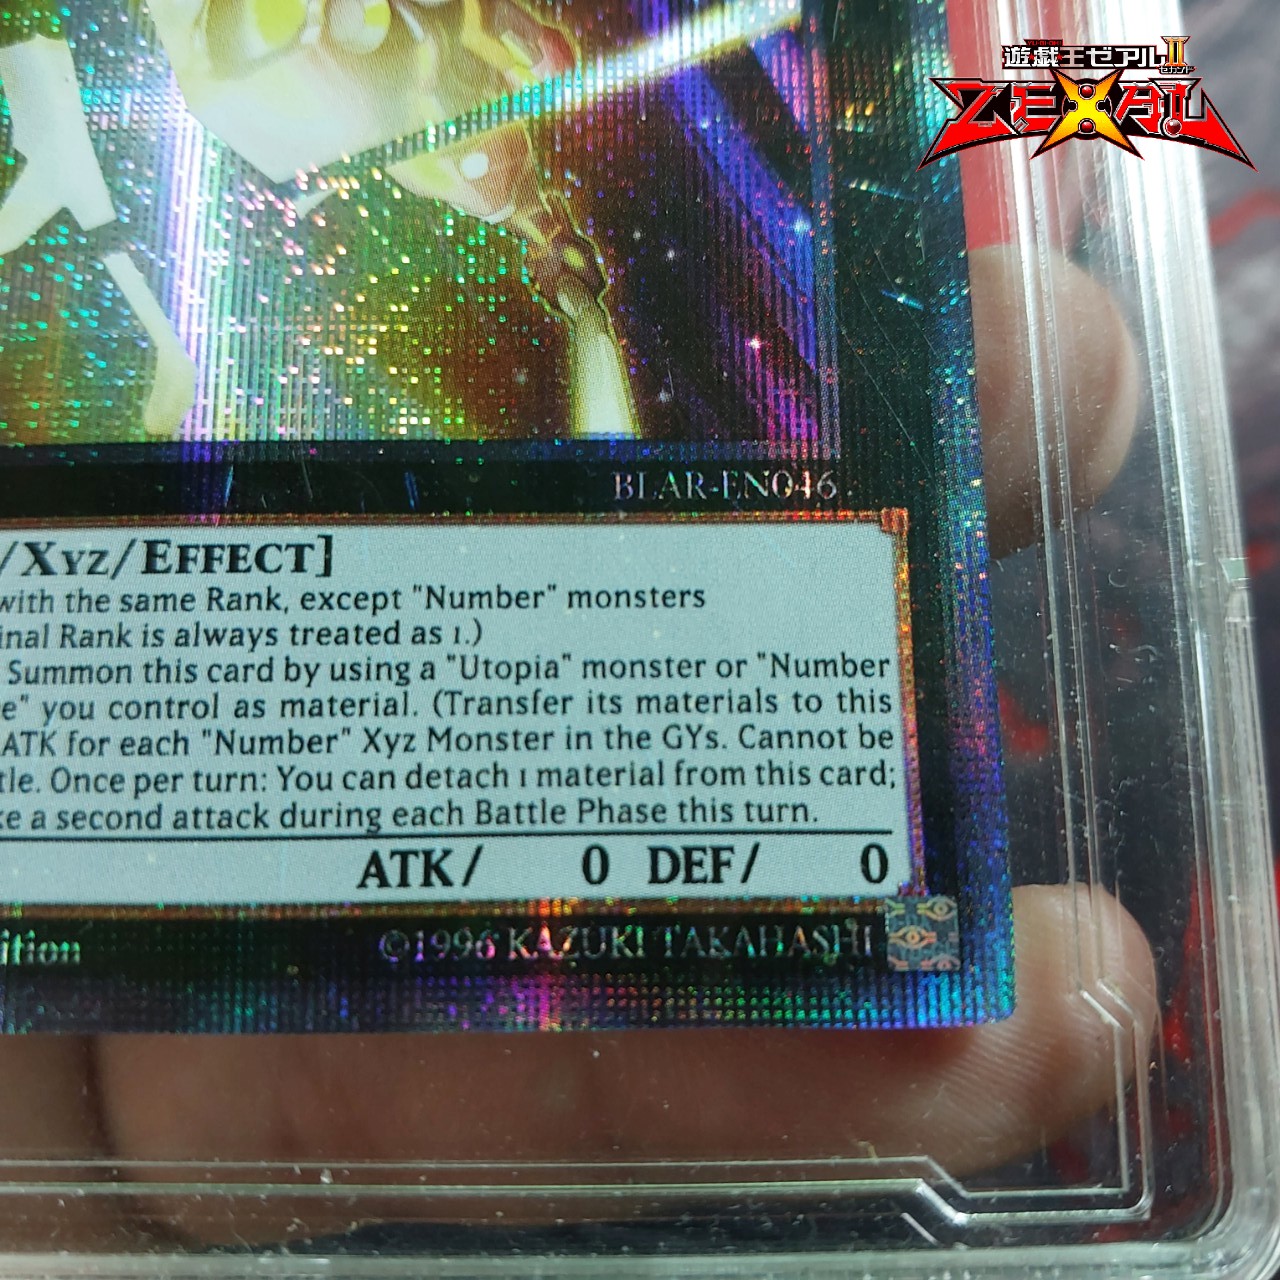 遊戯王ゼアルII
セカンド
ZEXAL
BLAR-EN046
/XYZ/EFFECT]
with the same Rank, except "Number" monsters
inal Rank is always treated as 1.)
Summon this card by using a "Utopia" monster or "Number
e" you control as material. (Transfer its materials to this
ATK for each "Number" Xyz Monster in the GYs. Cannot be
tle. Once per turn: You can detach 1 material from this card;
ke a second attack during each Battle Phase this turn.
ATK/ 0 DEF/ 0
ition ©1996 KAZUKI TAKAHASHI